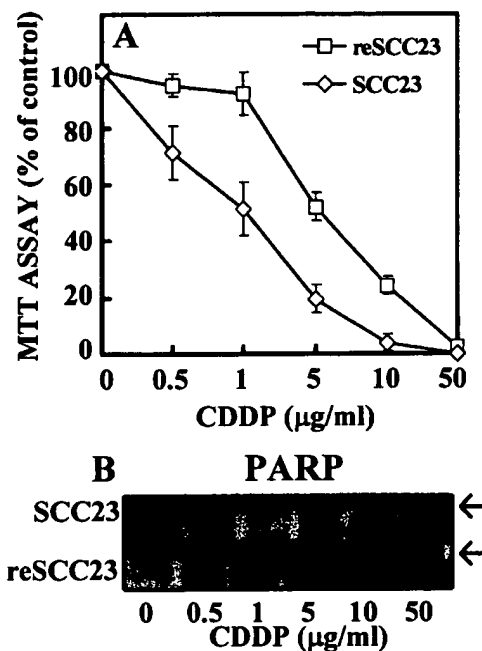 A
reSCC23
SCC23
MTT ASSAY (% of control)
100
80
60
40
20
0
0 0.5 1 5 10 50
CDDP (μg/ml)
B PARP
SCC23
reSCC23
0 0.5 1 5 10 50
CDDP (μg/ml)